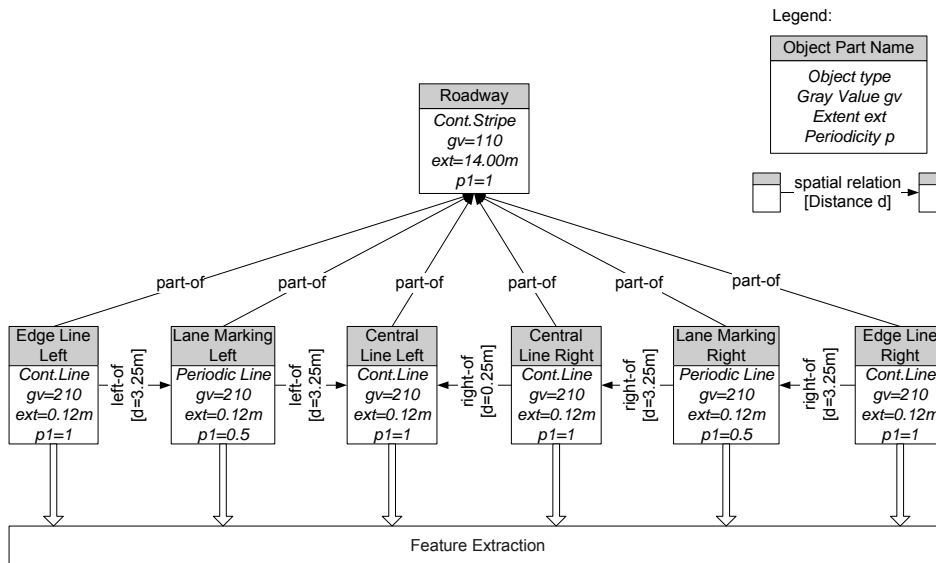 Legend:
Object Part Name
Object type
Gray Value gv
Extent ext
Periodicity p
spatial relation
[Distance d]
Roadway
Cont.Stripe
gv=110
ext=14.00m
p1=1
part-of
part-of
part-of
part-of
part-of
part-of
Edge Line
Left
Cont.Line
gv=210
ext=0.12m
p1=1
left-of
[d=3.25m]
Lane Marking
Left
Periodic Line
gv=210
ext=0.12m
p1=0.5
left-of
[d=3.25m]
Central
Line Left
Cont.Line
gv=210
ext=0.12m
p1=1
right-of
[d=0.25m]
Central
Line Right
Cont.Line
gv=210
ext=0.12m
p1=1
right-of
[d=3.25m]
Lane Marking
Right
Periodic Line
gv=210
ext=0.12m
p1=0.5
right-of
[d=3.25m]
Edge Line
Right
Cont.Line
gv=210
ext=0.12m
p1=1
Feature Extraction